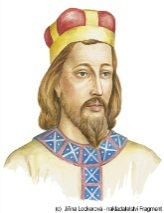 (c) Jiřina Lockerová - nakladatelství Fragment